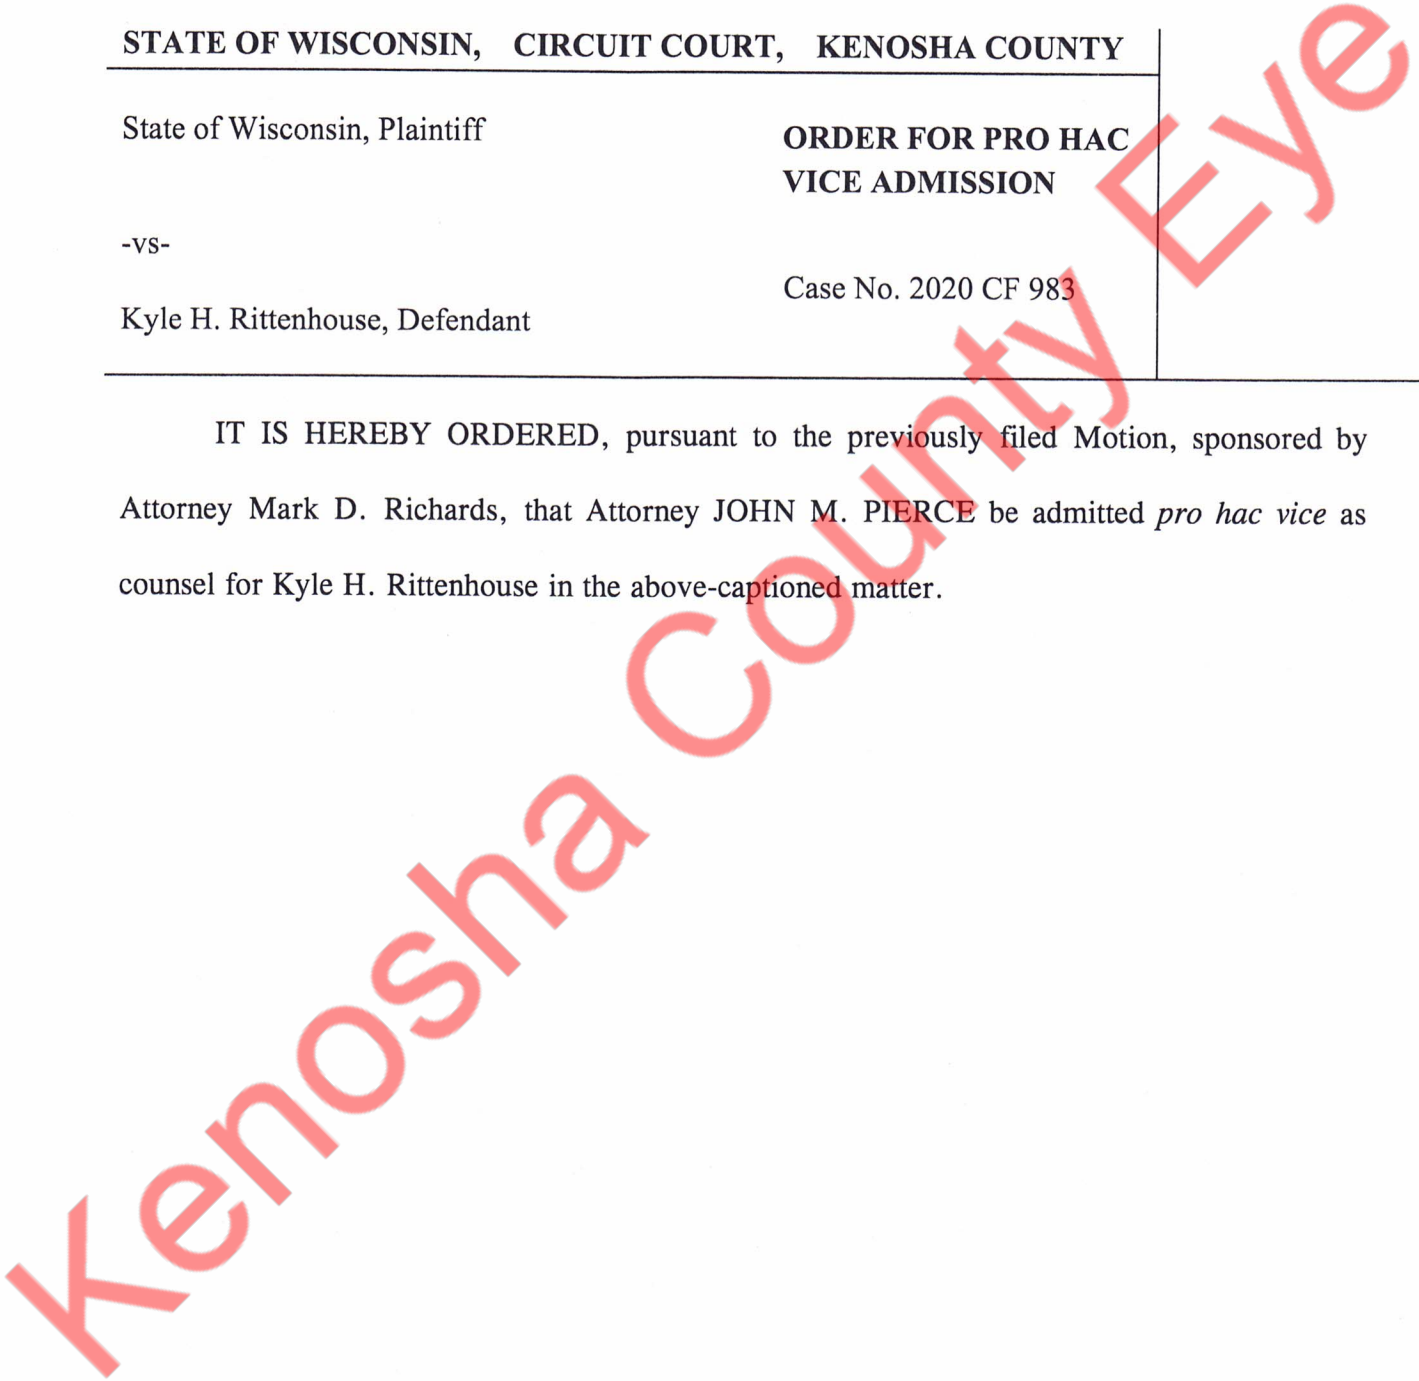 STATE OF WISCONSIN, CIRCUIT COURT, KENOSHA COUNTY
State of Wisconsin, Plaintiff
ORDER FOR PRO HAC
VICE ADMISSION
-vs-
Case No. 2020 CF 983
Kyle H. Rittenhouse, Defendant
IT IS HEREBY ORDERED, pursuant to the previously filed Motion, sponsored by
Attorney Mark D. Richards, that Attorney JOHN M. PIERCE be admitted pro hac vice as
counsel for Kyle H. Rittenhouse in the above-captioned matter.
Kenosha County Eye